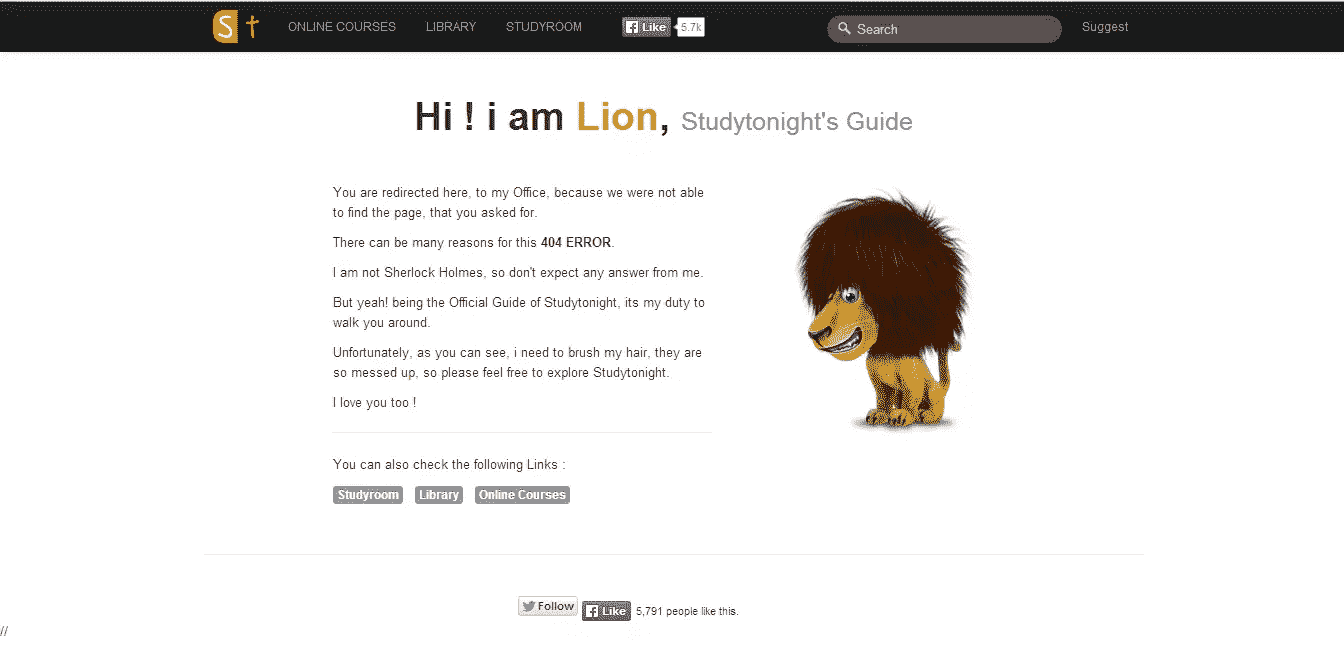 St ONLINE COURSES LIBRARY STUDYROOM Like 5.7k Search Suggest
Hi ! i am Lion, Studytonight's Guide
You are redirected here, to my Office, because we were not able
to find the page, that you asked for.
There can be many reasons for this 404 ERROR.
I am not Sherlock Holmes, so don't expect any answer from me.
But yeah! being the Official Guide of Studytonight, its my duty to
walk you around.
Unfortunately, as you can see, i need to brush my hair, they are
so messed up, so please feel free to explore Studytonight.
I love you too !
You can also check the following Links :
Studyroom Library Online Courses
Follow Like 5,791 people like this.
//